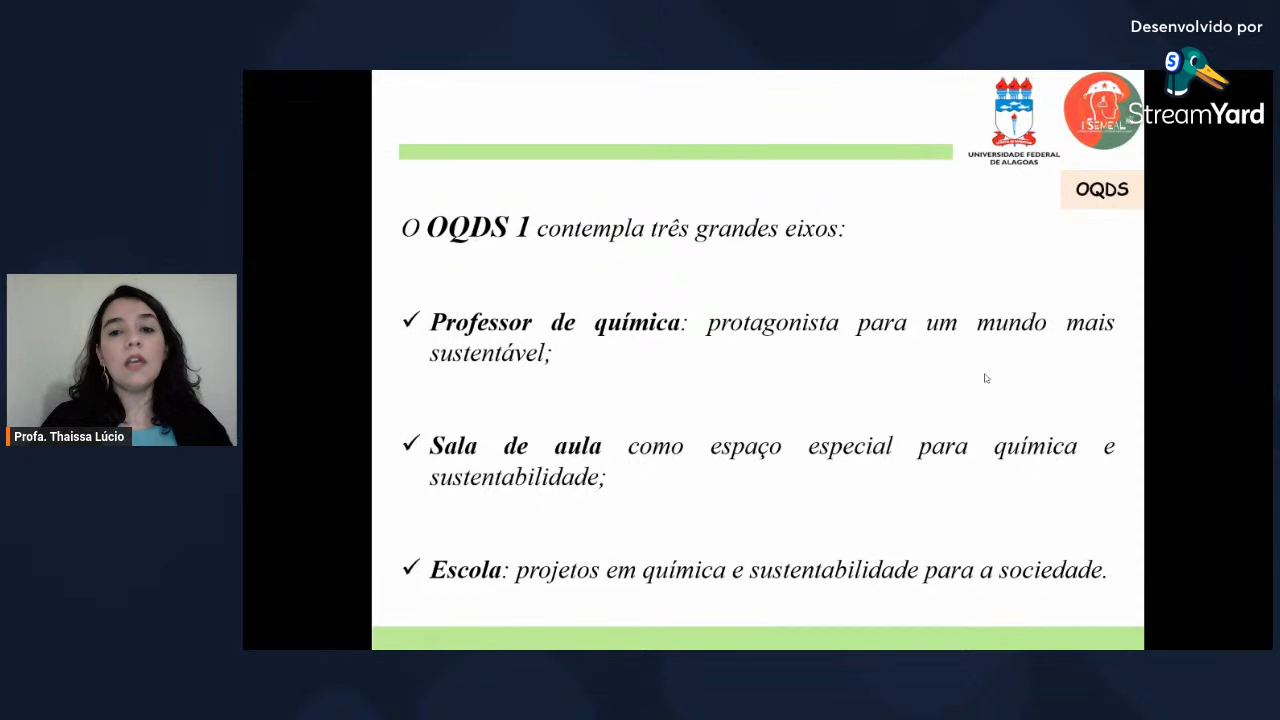 Desenvolvido por
StreamYard
UNIVERSIDADE FEDERAL
DE ALAGOAS
I SEMEAL
OQDS
O OQDS 1 contempla três grandes eixos:
✓ Professor de química: protagonista para um mundo mais
sustentável;
✓ Sala de aula como espaço especial para química e
sustentabilidade;
✓ Escola: projetos em química e sustentabilidade para a sociedade.
Profa. Thaissa Lúcio